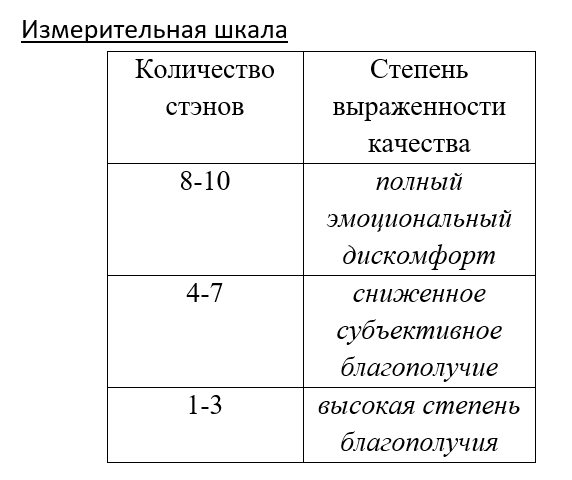 Измерительная шкала
Количество
стэнов
Степень
выраженности
качества
8-10
полный
эмоциональный
дискомфорт
4-7
сниженное
субъективное
благополучие
1-3
высокая степень
благополучия